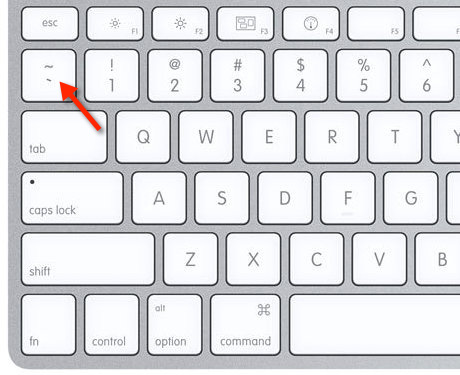 esc F1 F2 F3 F4 F5
~ ! @ # $ % ^
` 1 2 3 4 5 6
tab Q W E R T
caps lock A S D F G
shift Z X C V B
alt ⌘
fn control option command